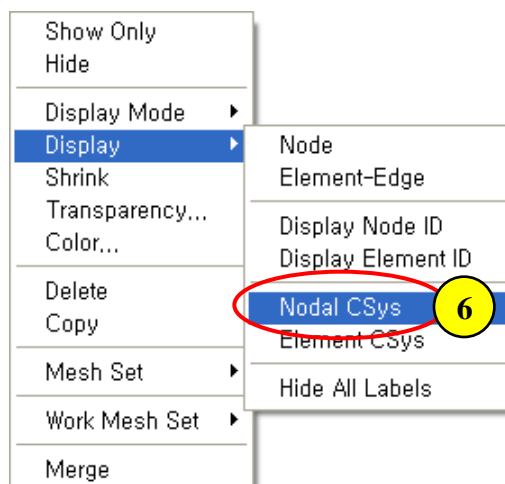 Show Only
Hide
Display Mode
Display
Shrink
Transparency...
Color...
Delete
Copy
Mesh Set
Work Mesh Set
Merge
Node
Element-Edge
Display Node ID
Display Element ID
Nodal CSys
6
Element CSys
Hide All Labels